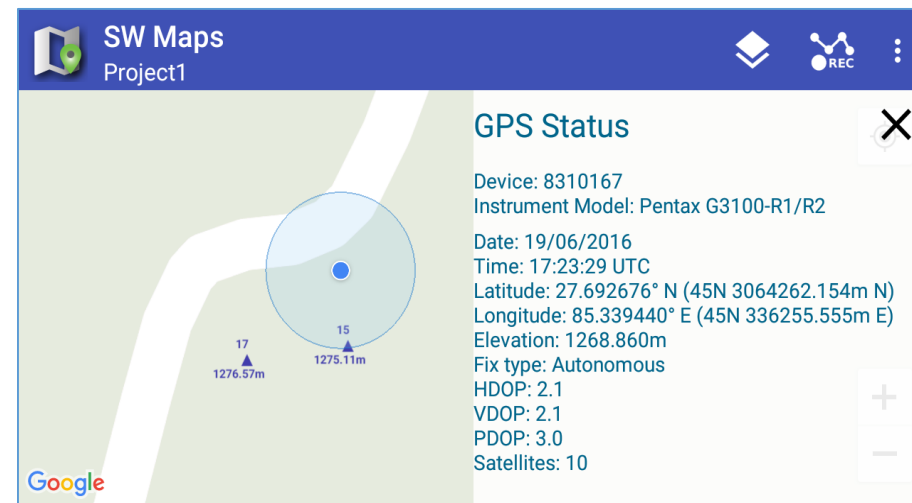 SW Maps
Project1
REC
GPS Status
Device: 8310167
Instrument Model: Pentax G3100-R1/R2
Date: 19/06/2016
Time: 17:23:29 UTC
Latitude: 27.692676° N (45N 3064262.154m N)
Longitude: 85.339440° E (45N 336255.555m E)
Elevation: 1268.860m
Fix type: Autonomous
HDOP: 2.1
VDOP: 2.1
PDOP: 3.0
Satellites: 10
15
1275.11m
17
1276.57m
Google